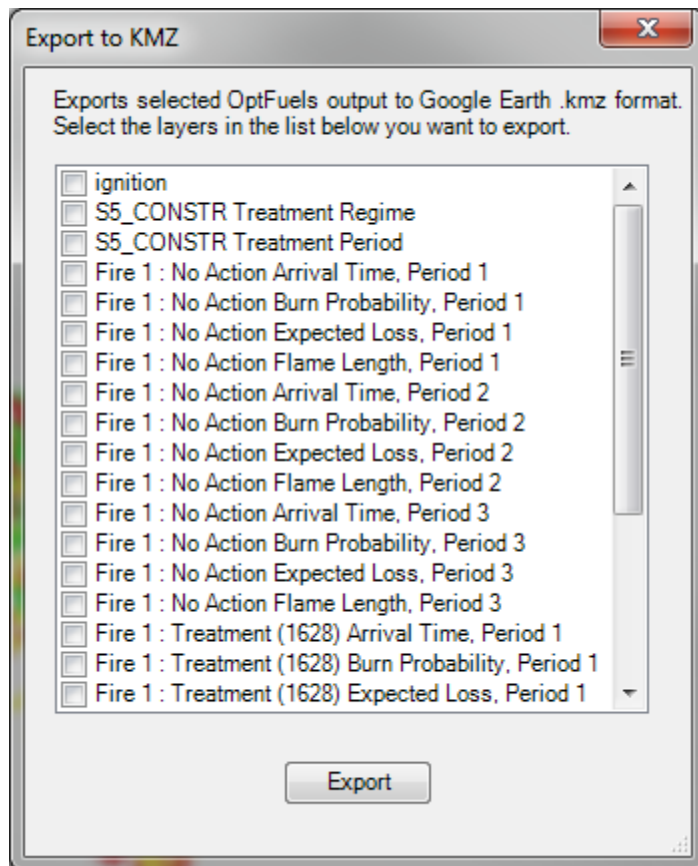 Export to KMZ
Exports selected OptFuels output to Google Earth .kmz format.
Select the layers in the list below you want to export.
ignition
S5_CONSTR Treatment Regime
S5_CONSTR Treatment Period
Fire 1 : No Action Arrival Time, Period 1
Fire 1 : No Action Burn Probability, Period 1
Fire 1 : No Action Expected Loss, Period 1
Fire 1 : No Action Flame Length, Period 1
Fire 1 : No Action Arrival Time, Period 2
Fire 1 : No Action Burn Probability, Period 2
Fire 1 : No Action Expected Loss, Period 2
Fire 1 : No Action Flame Length, Period 2
Fire 1 : No Action Arrival Time, Period 3
Fire 1 : No Action Burn Probability, Period 3
Fire 1 : No Action Expected Loss, Period 3
Fire 1 : No Action Flame Length, Period 3
Fire 1 : Treatment (1628) Arrival Time, Period 1
Fire 1 : Treatment (1628) Burn Probability, Period 1
Fire 1 : Treatment (1628) Expected Loss, Period 1
Export